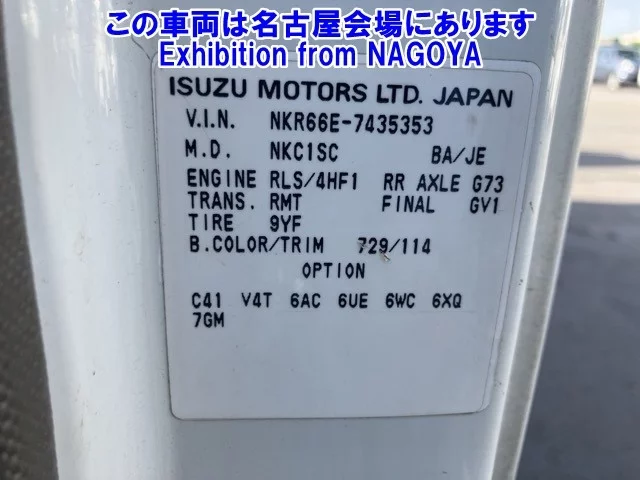 この車両は名古屋会場にあります
Exhibition from NAGOYA
ISUZU MOTORS LTD. JAPAN
V.I.N. NKR66E-7435353
M.D. NKC1SC BA/JE
ENGINE RLS/4HF1 RR AXLE G73
TRANS. RMT FINAL GV1
TIRE 9YF
B.COLOR/TRIM 729/114
OPTION
C41 V4T 6AC 6UE 6WC 6XQ
7GM